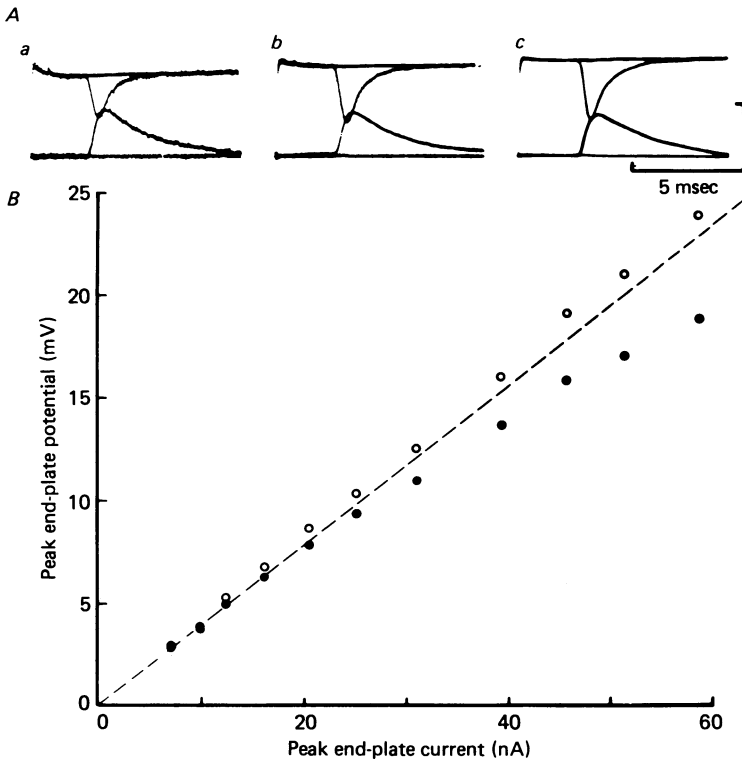 A
a
b
c
5 msec
B
25
20
15
10
5
0
Peak end-plate potential (mV)
0
20
40
60
Peak end-plate current (nA)